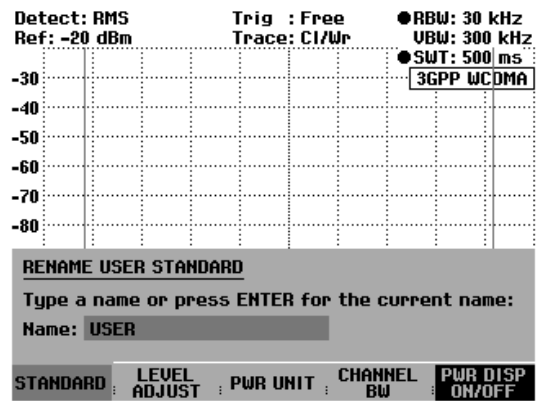 Detect: RMS Trig : Free ●RBW: 30 kHz
Ref: -20 dBm Trace: Cl/Wr VBW: 300 kHz
●SWT: 500 ms
3GPP WCDMA
-30
-40
-50
-60
-70
-80
RENAME USER STANDARD
Type a name or press ENTER for the current name:
Name: USER
STANDARD LEVEL ADJUST PWR UNIT CHANNEL BW PWR DISP ON/OFF